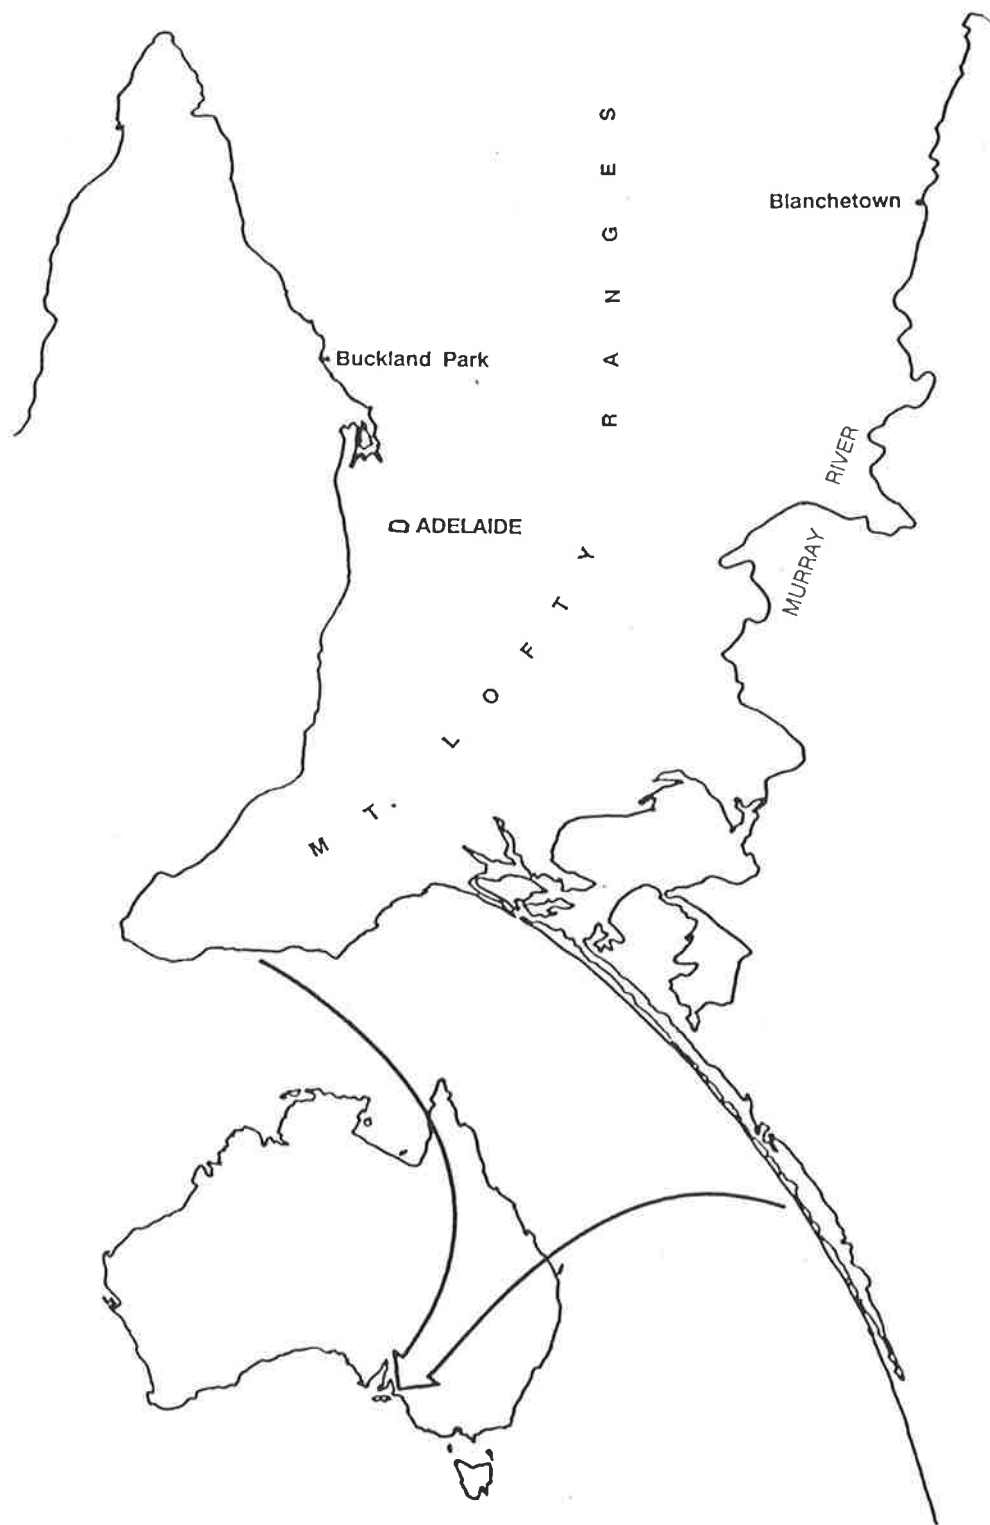 Blanchetown
Buckland Park
ADELAIDE
MURRAY RIVER
MT. LOFTY RANGES